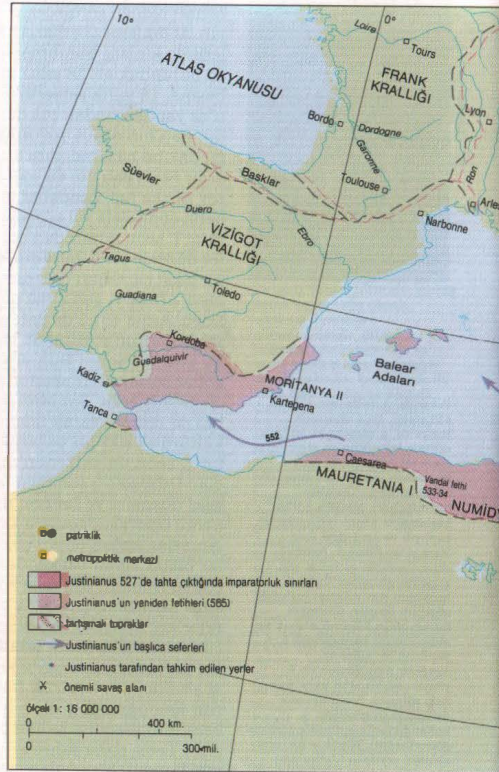 10°
0°
Loire
Tours
ATLAS OKYANUSU
FRANK
KRALLIĞI
Lyon
Bordo
Dordogne
Garonne
Ron
Toulouse
Basklar
Süevler
Narbonne
Duero
Ebro
VİZİGOT
KRALLIĞI
Tagus
Toledo
Guadiana
Kordoba
Guadalquivir
Balear
Adaları
Kadiz
MORİTANYA II
Kartegena
Tanca
552
Caesarea
MAURETANIA I
Vandal fethi
533-34
patriklik
metropolitlik merkezi
Justinianus 527'de tahta çıktığında imparatorluk sınırları
Justinianus'un yeniden fetihleri (565)
tartışmalı topraklar
Justinianus'un başlıca seferleri
Justinianus tarafından tahkim edilen yerler
önemli savaş alanı
ölçek 1: 16 000 000
0 400 km.
0 300 mil.